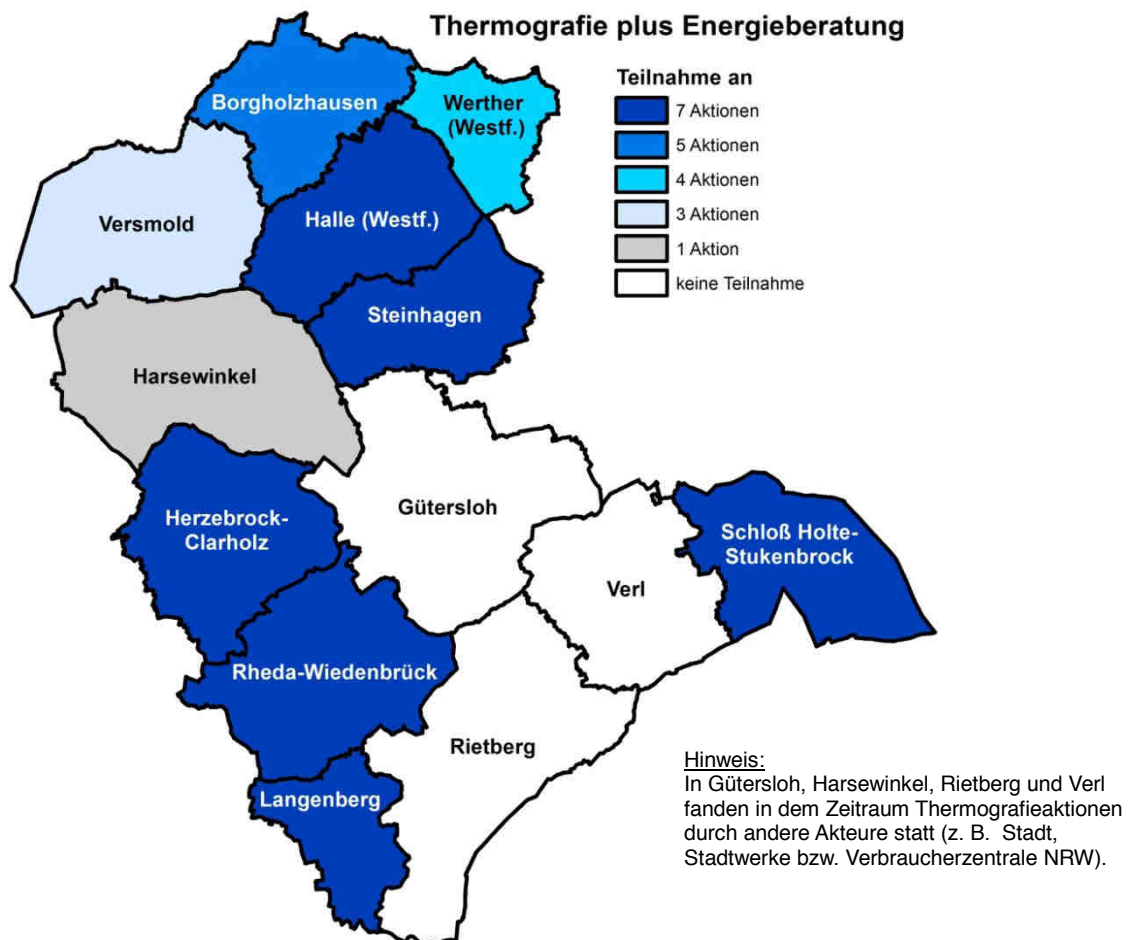 Thermografie plus Energieberatung
Teilnahme an
7 Aktionen
5 Aktionen
4 Aktionen
3 Aktionen
1 Aktion
keine Teilnahme
Borgholzhausen
Werther
(Westf.)
Versmold
Halle (Westf.)
Steinhagen
Harsewinkel
Gütersloh
Herzebrock-
Clarholz
Schloß Holte-
Stukenbrock
Verl
Rheda-Wiedenbrück
Rietberg
Langenberg
Hinweis:
In Gütersloh, Harsewinkel, Rietberg und Verl
fanden in dem Zeitraum Thermografieaktionen
durch andere Akteure statt (z. B. Stadt,
Stadtwerke bzw. Verbraucherzentrale NRW).